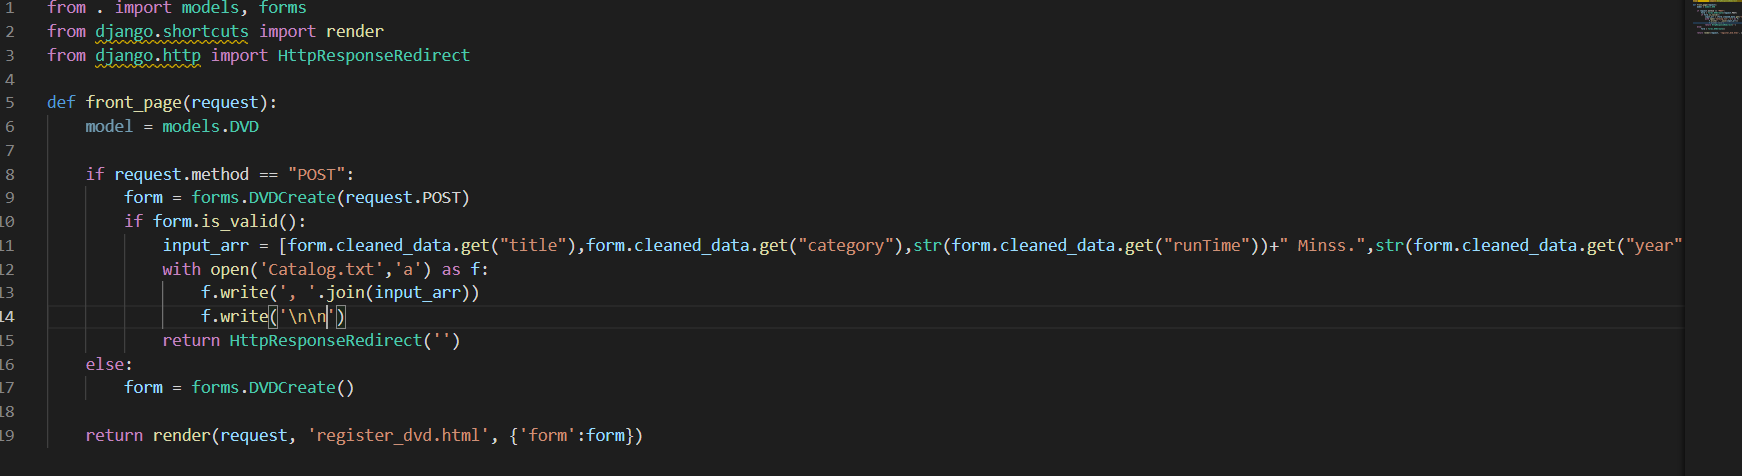 1 from . import models, forms
2 from django.shortcuts import render
3 from django.http import HttpResponseRedirect
4
5 def front_page(request):
6 model = models.DVD
7
8 if request.method == "POST":
9 form = forms.DVDCreate(request.POST)
10 if form.is_valid():
11 input_arr = [form.cleaned_data.get("title"),form.cleaned_data.get("category"),str(form.cleaned_data.get("runTime"))+" Minss.",str(form.cleaned_data.get("year"
12 with open('Catalog.txt','a') as f:
13 f.write(', '.join(input_arr))
14 f.write('\n\n')
15 return HttpResponseRedirect('')
16 else:
17 form = forms.DVDCreate()
18
19 return render(request, 'register_dvd.html', {'form':form})